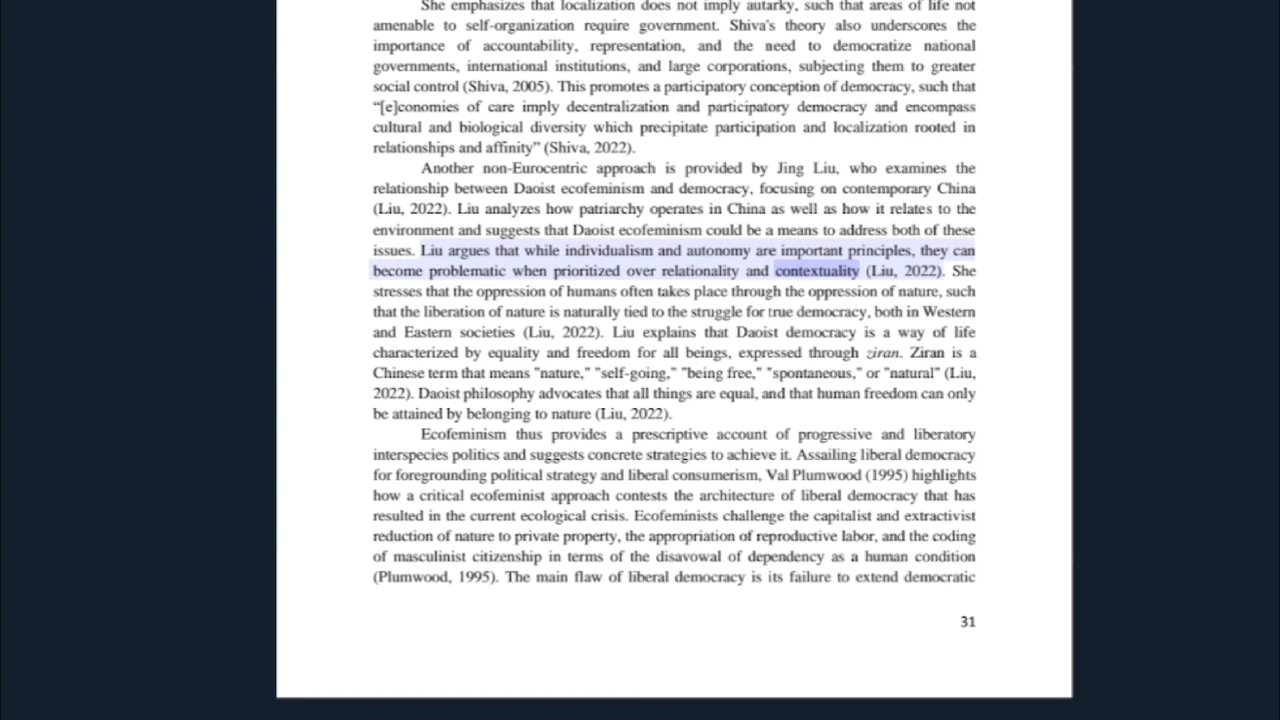 She emphasizes that localization does not imply autarky, such that areas of life not
amenable to self-organization require government. Shiva's theory also underscores the
importance of accountability, representation, and the need to democratize national
governments, international institutions, and large corporations, subjecting them to greater
social control (Shiva, 2005). This promotes a participatory conception of democracy, such that
“[e]conomies of care imply decentralization and participatory democracy and encompass
cultural and biological diversity which precipitate participation and localization rooted in
relationships and affinity” (Shiva, 2022).
Another non-Eurocentric approach is provided by Jing Liu, who examines the
relationship between Daoist ecofeminism and democracy, focusing on contemporary China
(Liu, 2022). Liu analyzes how patriarchy operates in China as well as how it relates to the
environment and suggests that Daoist ecofeminism could be a means to address both of these
issues. Liu argues that while individualism and autonomy are important principles, they can
become problematic when prioritized over relationality and contextuality (Liu, 2022). She
stresses that the oppression of humans often takes place through the oppression of nature, such
that the liberation of nature is naturally tied to the struggle for true democracy, both in Western
and Eastern societies (Liu, 2022). Liu explains that Daoist democracy is a way of life
characterized by equality and freedom for all beings, expressed through ziran. Ziran is a
Chinese term that means "nature," "self-going," "being free," "spontaneous," or "natural" (Liu,
2022). Daoist philosophy advocates that all things are equal, and that human freedom can only
be attained by belonging to nature (Liu, 2022).
Ecofeminism thus provides a prescriptive account of progressive and liberatory
interspecies politics and suggests concrete strategies to achieve it. Assailing liberal democracy
for foregrounding political strategy and liberal consumerism, Val Plumwood (1995) highlights
how a critical ecofeminist approach contests the architecture of liberal democracy that has
resulted in the current ecological crisis. Ecofeminists challenge the capitalist and extractivist
reduction of nature to private property, the appropriation of reproductive labor, and the coding
of masculinist citizenship in terms of the disavowal of dependency as a human condition
(Plumwood, 1995). The main flaw of liberal democracy is its failure to extend democratic
31